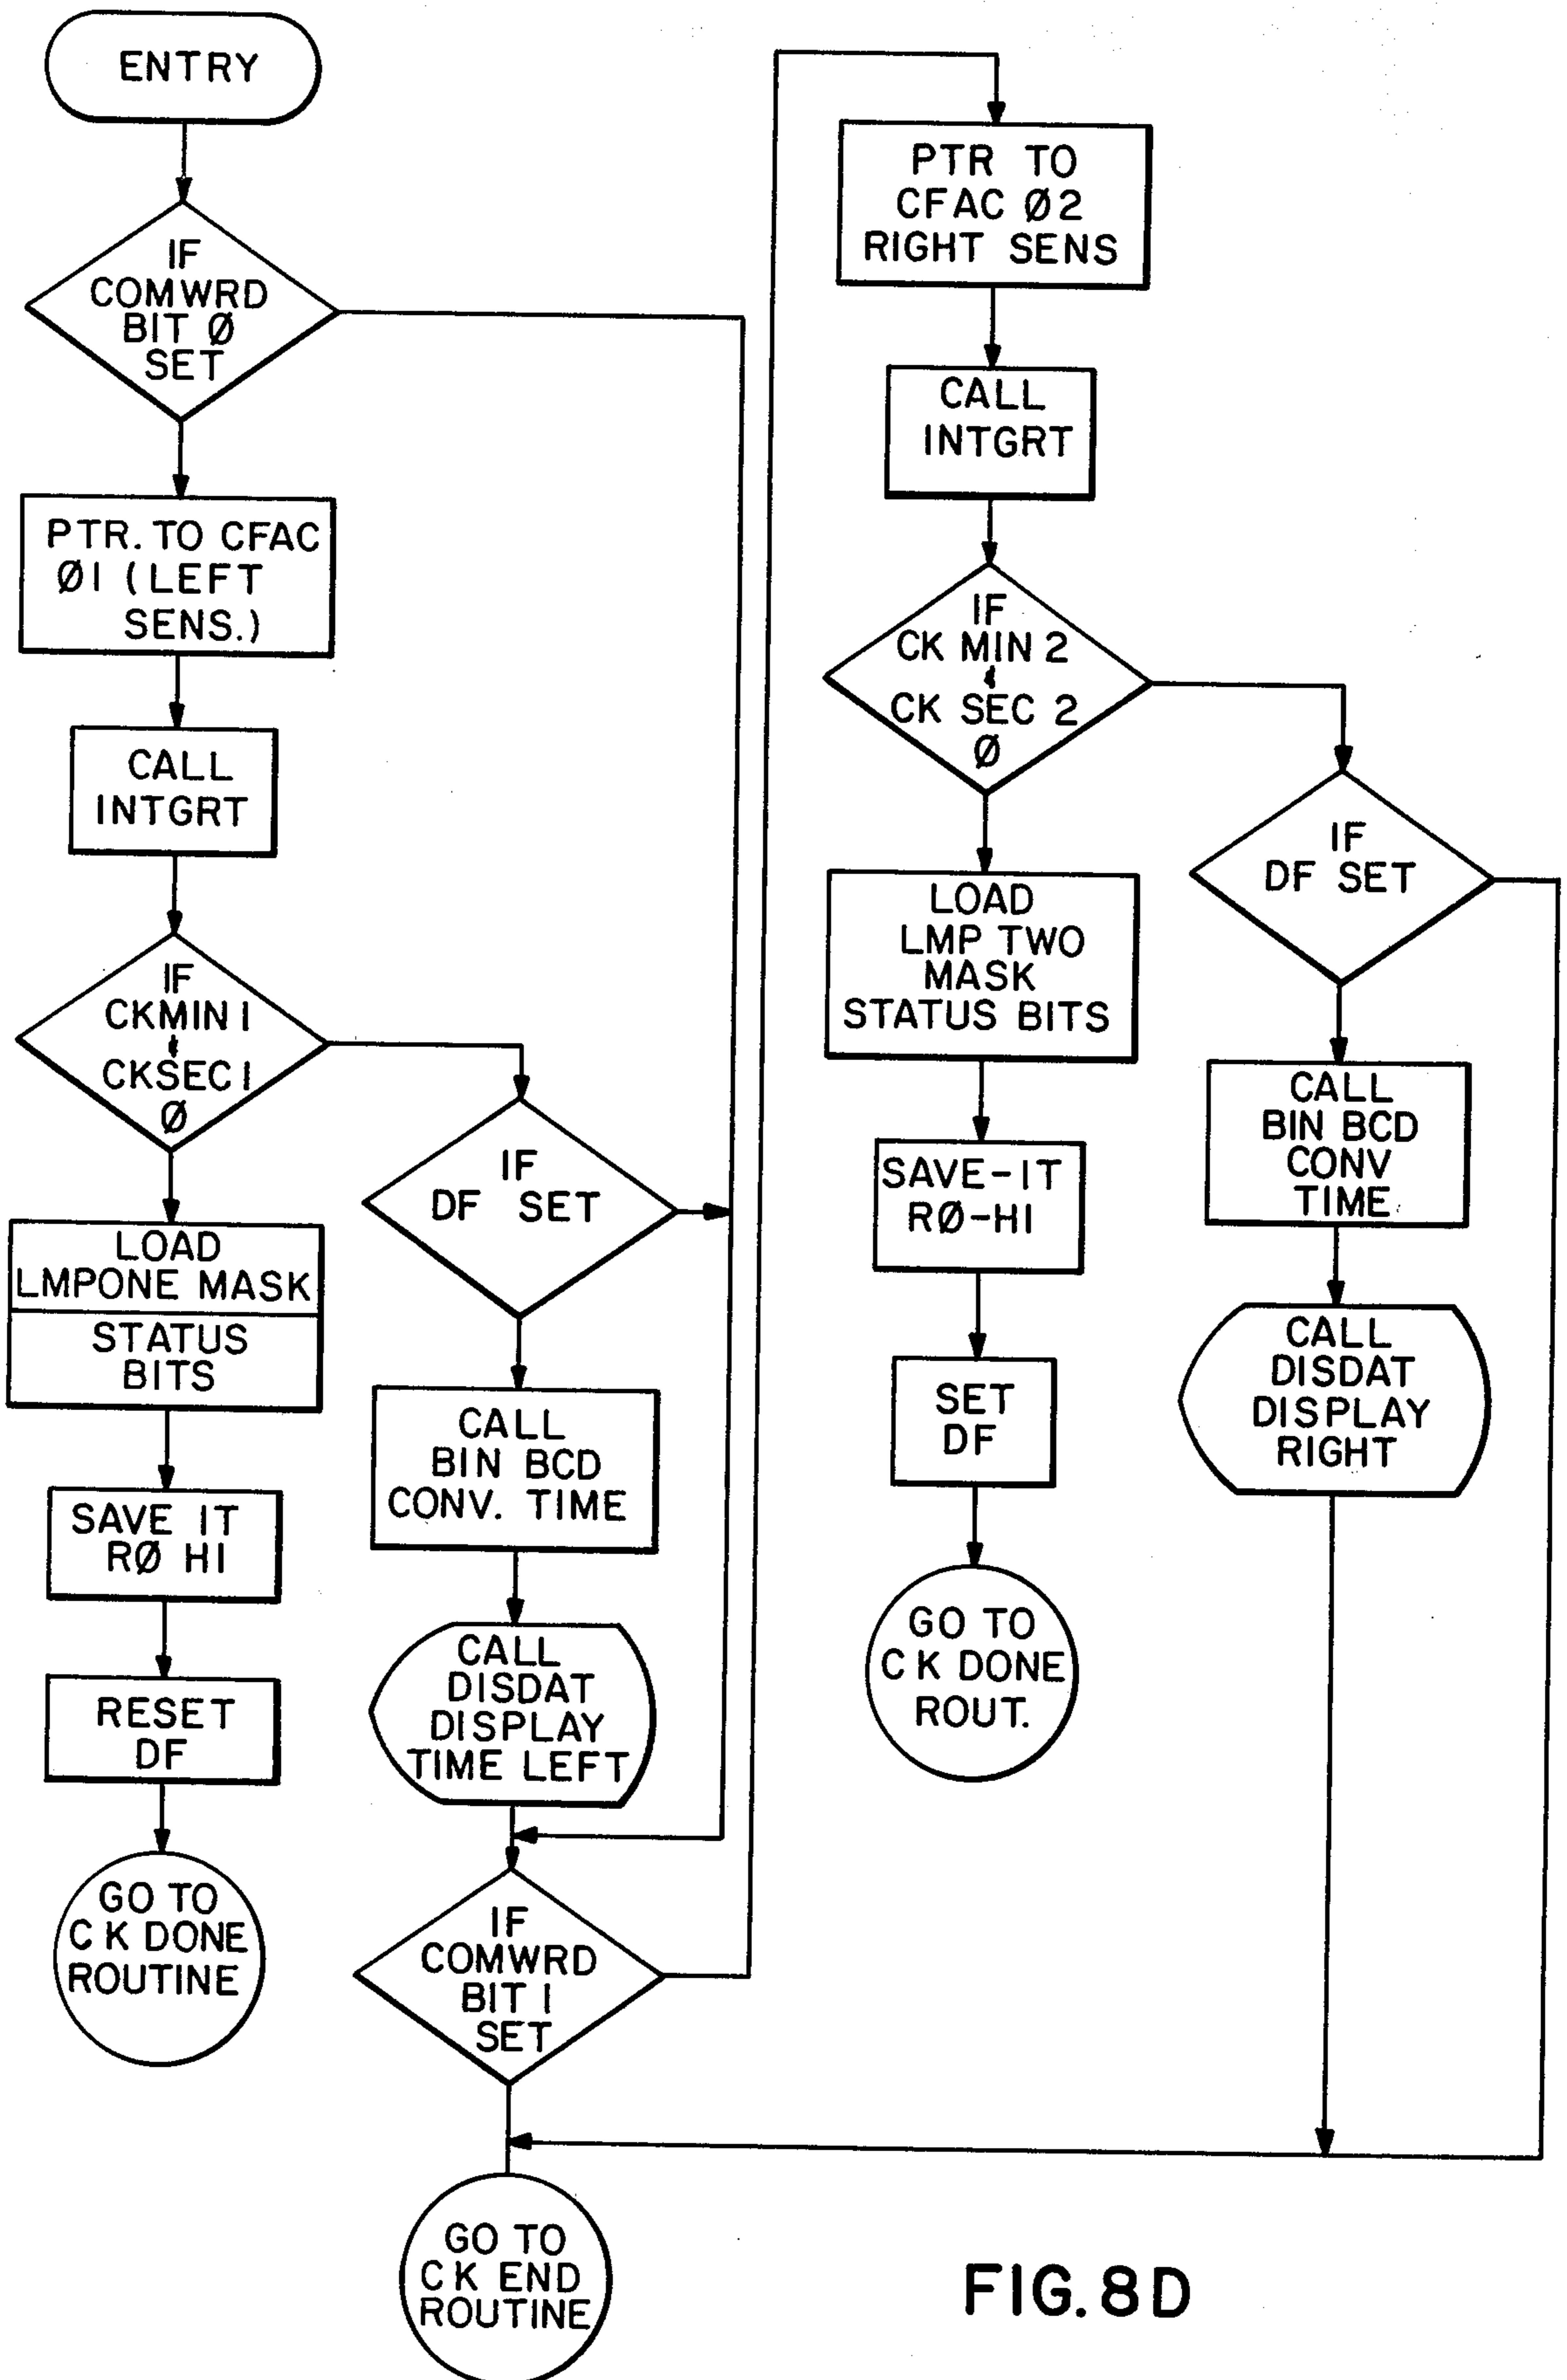 ENTRY
IF
COMWRD
BIT Ø
SET
PTR. TO CFAC
Ø1 (LEFT
SENS.)
CALL
INTGRT
IF
CKMIN 1
&
CKSEC 1
Ø
LOAD
LMPONE MASK
STATUS
BITS
SAVE IT
RØ HI
RESET
DF
GO TO
CK DONE
ROUTINE
IF
DF SET
CALL
BIN BCD
CONV. TIME
CALL
DISDAT
DISPLAY
TIME LEFT
IF
COMWRD
BIT 1
SET
GO TO
CK END
ROUTINE
PTR TO
CFAC Ø2
RIGHT SENS
CALL
INTGRT
IF
CK MIN 2
&
CK SEC 2
Ø
LOAD
LMP TWO
MASK
STATUS BITS
SAVE-IT
RØ-HI
SET
DF
GO TO
CK DONE
ROUT.
IF
DF SET
CALL
BIN BCD
CONV
TIME
CALL
DISDAT
DISPLAY
RIGHT
FIG. 8D